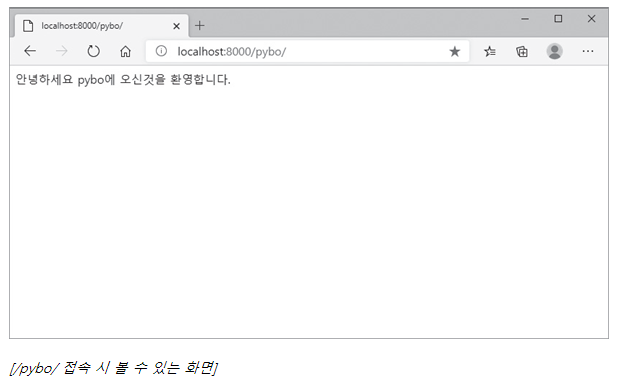 localhost:8000/pybo/
localhost:8000/pybo/
안녕하세요 pybo에 오신것을 환영합니다.
[/pybo/ 접속 시 볼 수 있는 화면]